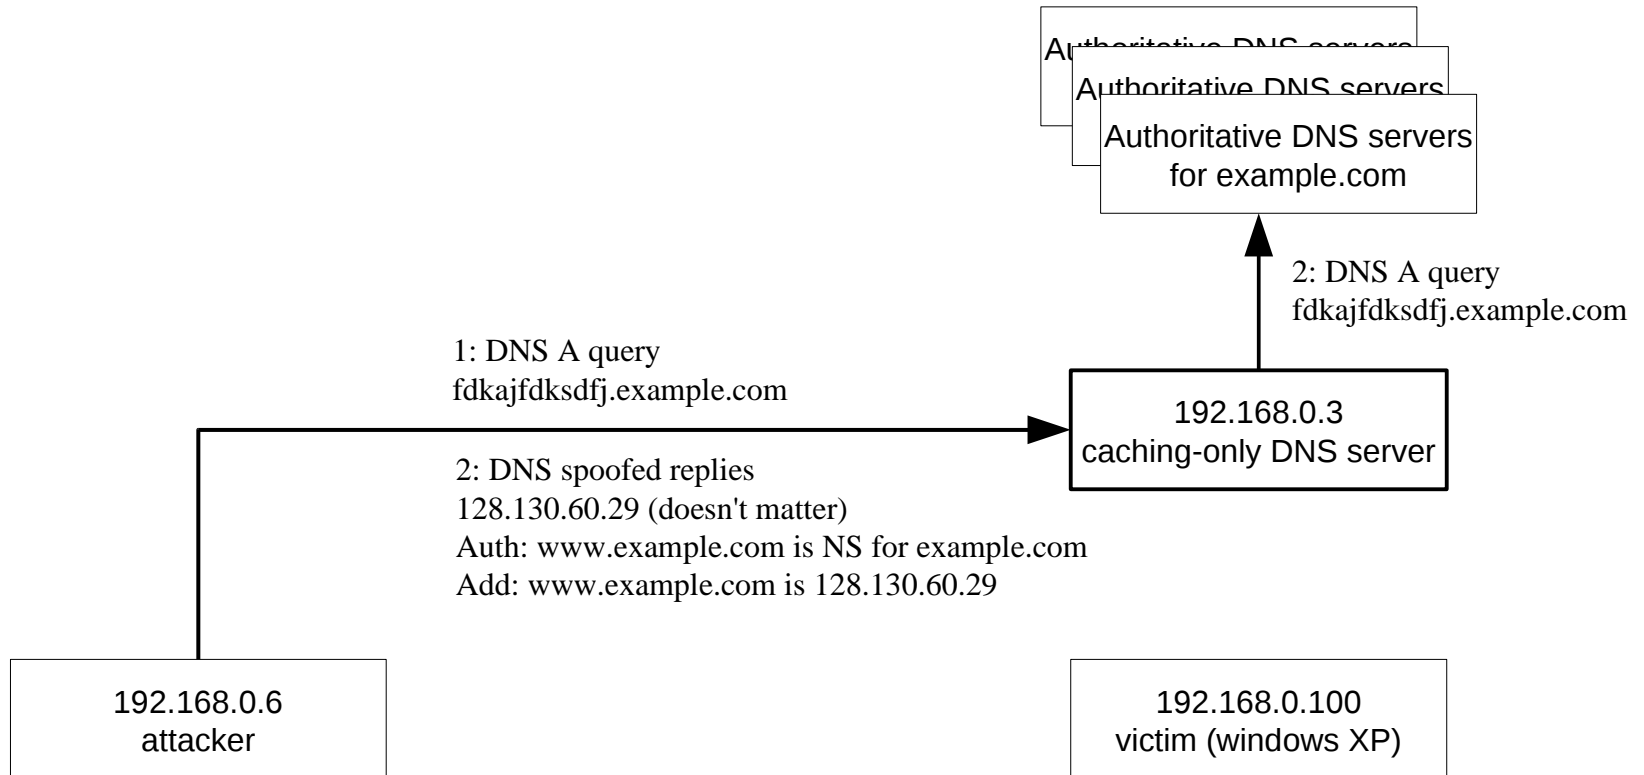 Authoritative DNS servers
Authoritative DNS servers
Authoritative DNS servers
for example.com
2: DNS A query
fdkajfdksdfj.example.com
1: DNS A query
fdkajfdksdfj.example.com
192.168.0.3
caching-only DNS server
2: DNS spoofed replies
128.130.60.29 (doesn't matter)
Auth: www.example.com is NS for example.com
Add: www.example.com is 128.130.60.29
192.168.0.6
attacker
192.168.0.100
victim (windows XP)